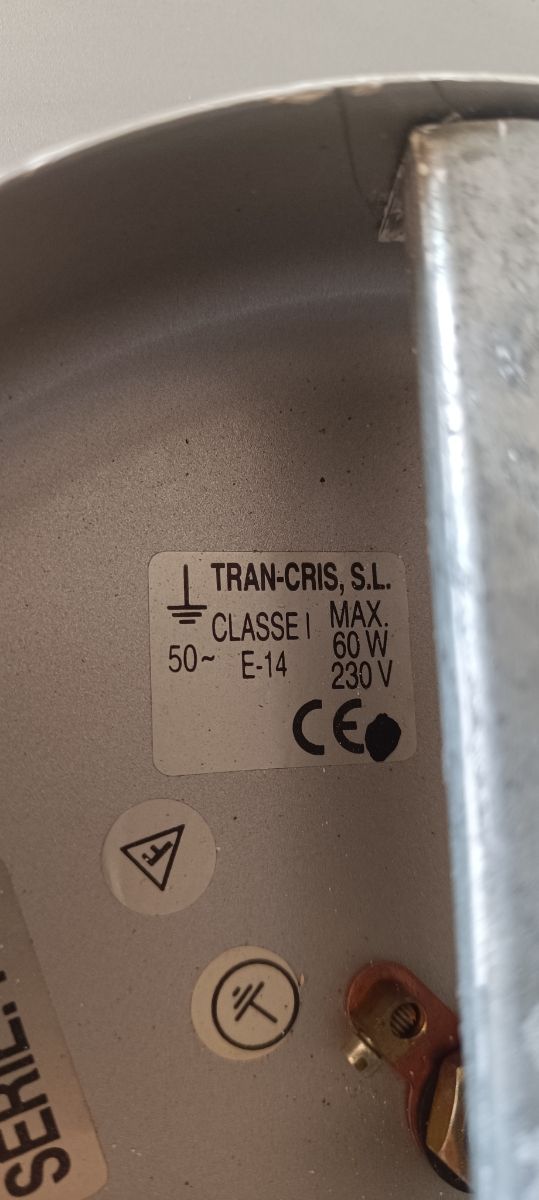 TRAN-CRIS, S.L.
CLASSE I MAX.
50~ E-14 60 W
230 V
CE
F
SERIE: